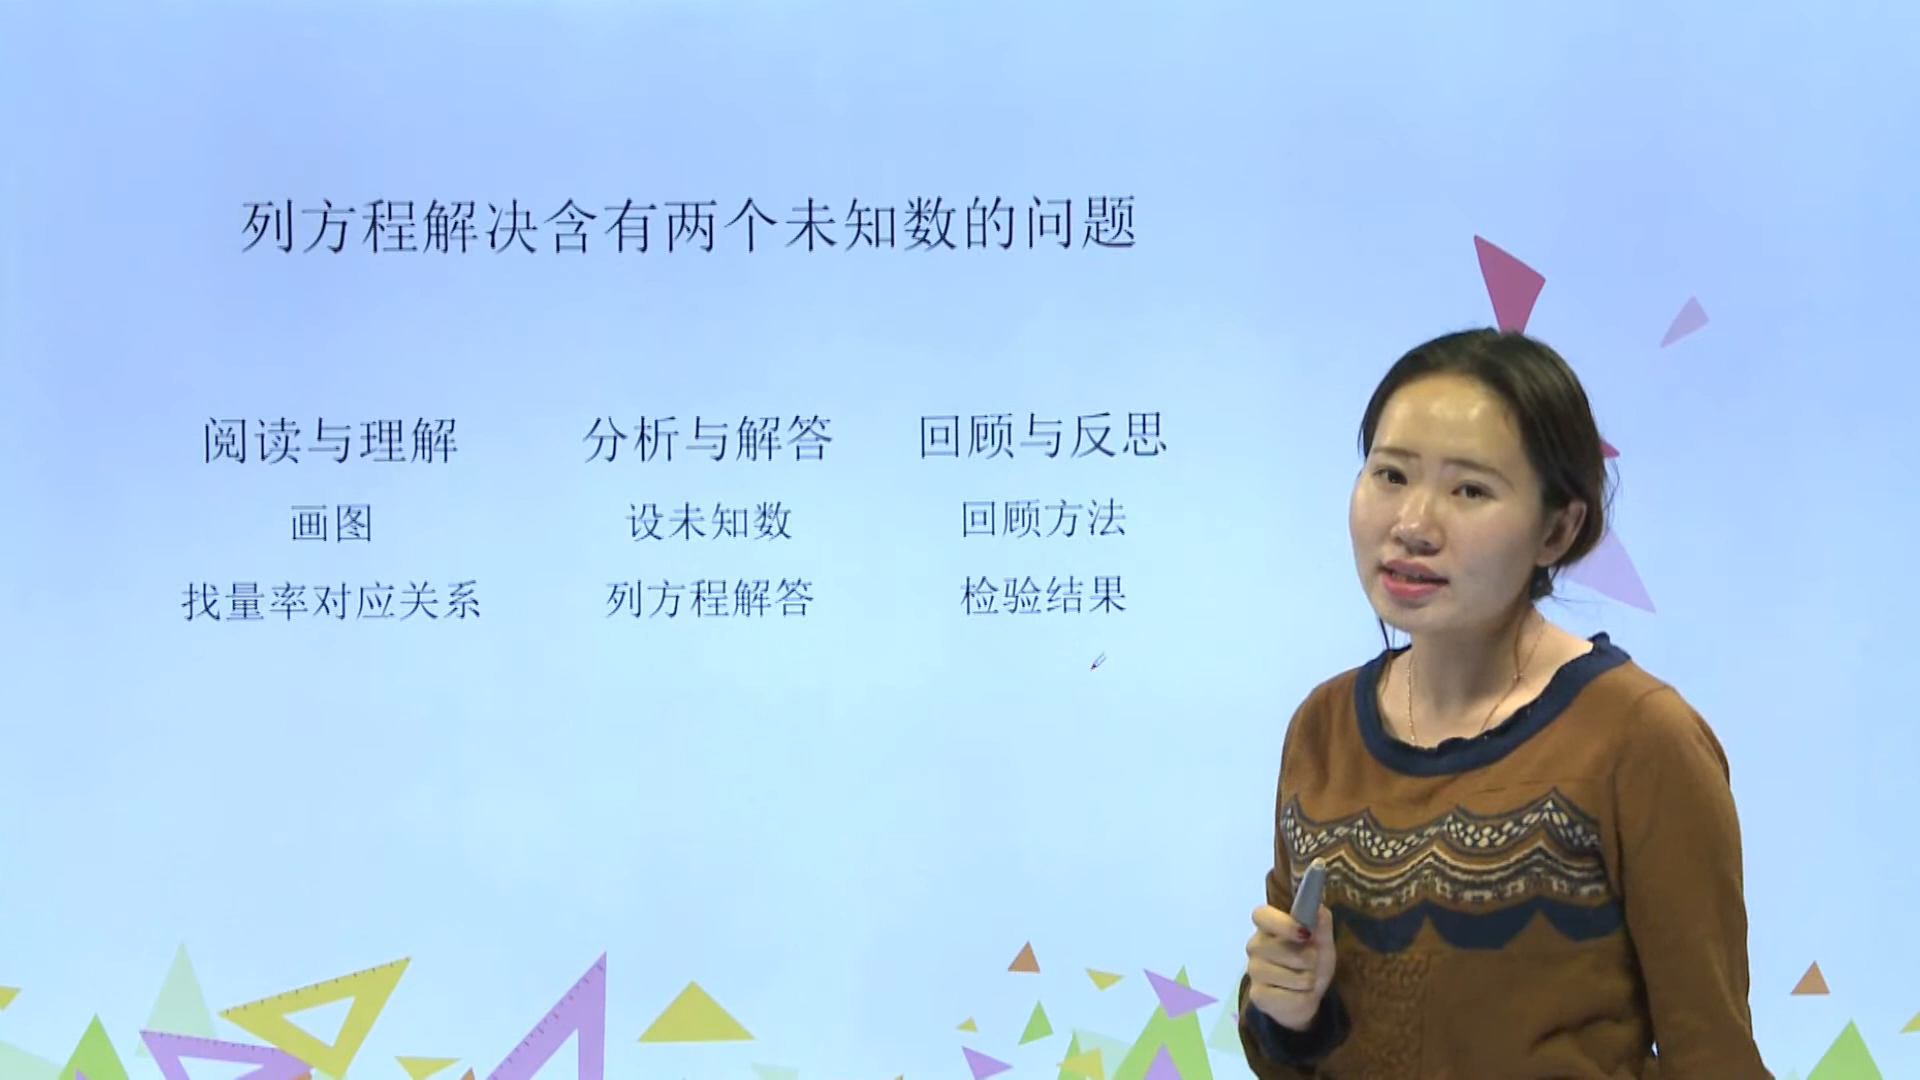 列方程解决含有两个未知数的问题
阅读与理解 分析与解答 回顾与反思
画图 设未知数 回顾方法
找量率对应关系 列方程解答 检验结果